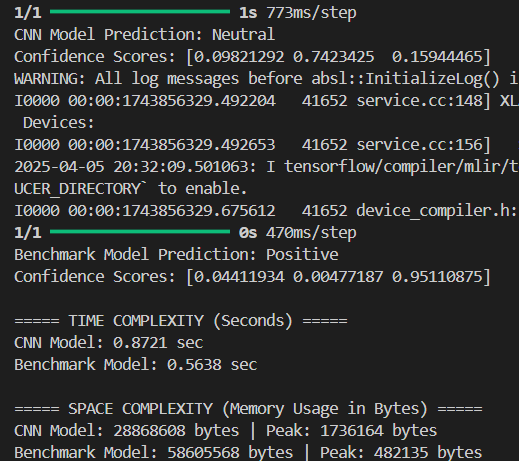 1/1 ━━━━━━━━━━━━━━━━━━━━ 1s 773ms/step
CNN Model Prediction: Neutral
Confidence Scores: [0.09821292 0.7423425  0.15944465]
WARNING: All log messages before absl::InitializeLog() i
I0000 00:00:1743856329.492204   41652 service.cc:148] XL
 Devices:
I0000 00:00:1743856329.492653   41652 service.cc:156]
2025-04-05 20:32:09.501063: I tensorflow/compiler/mlir/t
UCER_DIRECTORY` to enable.
I0000 00:00:1743856329.675612   41652 device_compiler.h:
1/1 ━━━━━━━━━━━━━━━━━━━━ 0s 470ms/step
Benchmark Model Prediction: Positive
Confidence Scores: [0.04411934 0.00477187 0.95110875]
===== TIME COMPLEXITY (Seconds) =====
CNN Model: 0.8721 sec
Benchmark Model: 0.5638 sec
===== SPACE COMPLEXITY (Memory Usage in Bytes) =====
CNN Model: 28868608 bytes | Peak: 1736164 bytes
Benchmark Model: 58605568 bytes | Peak: 482135 bytes